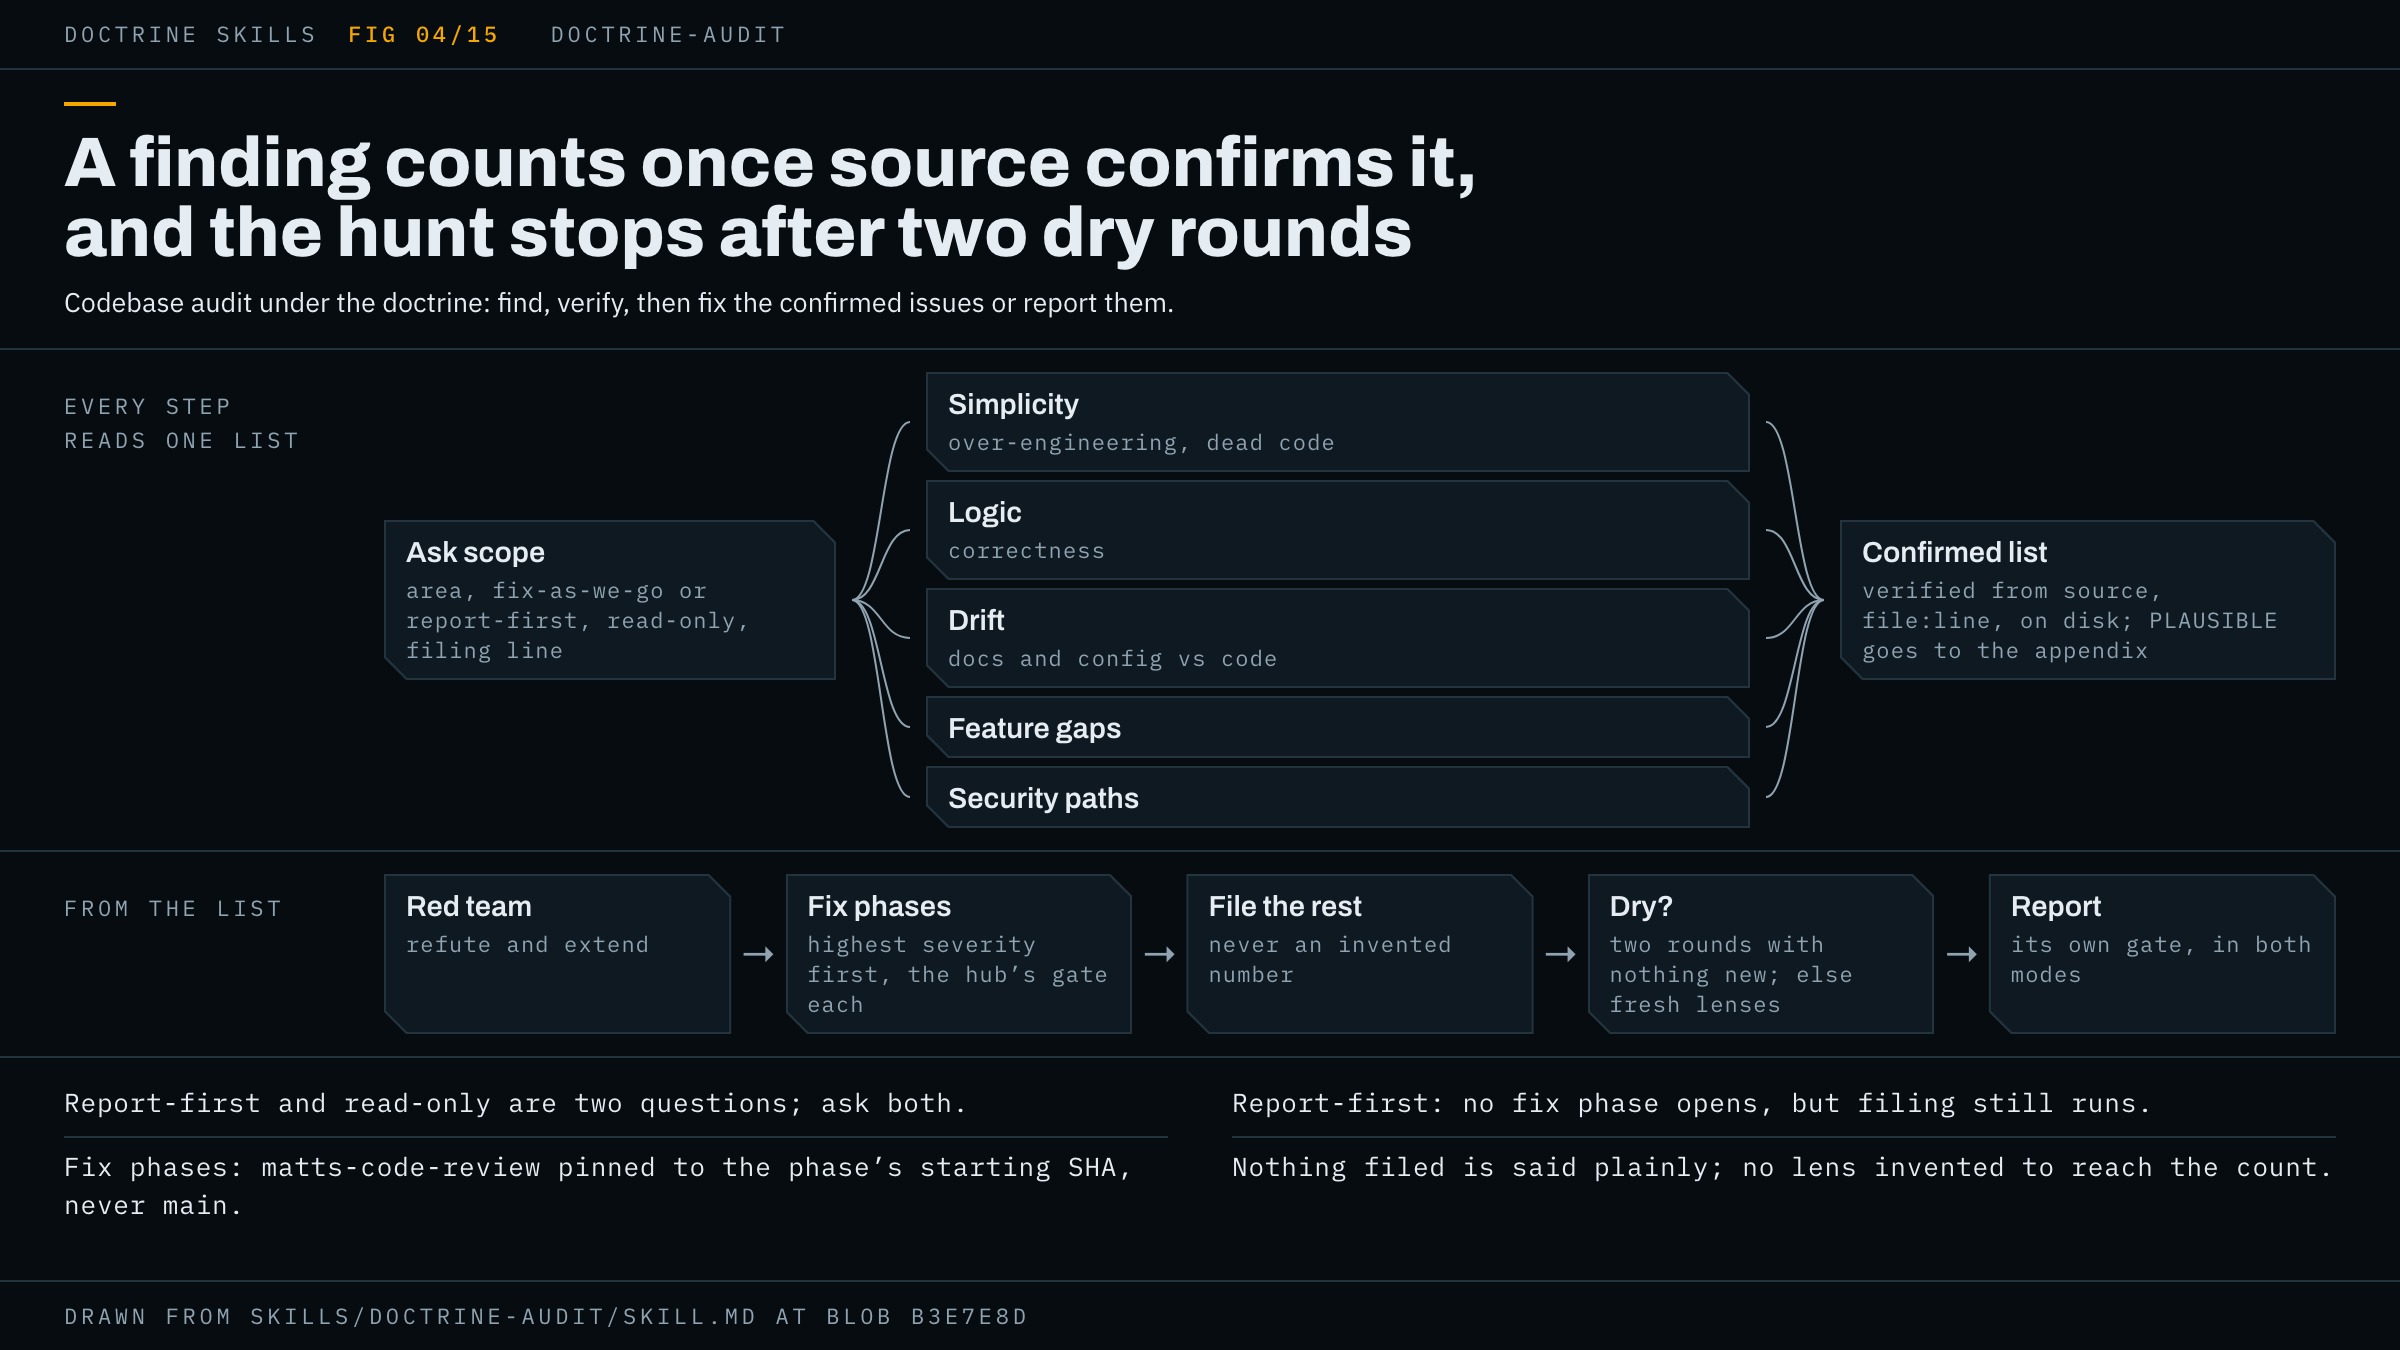 DOCTRINE SKILLS FIG 04/15 DOCTRINE-AUDIT
A finding counts once source confirms it,
and the hunt stops after two dry rounds
Codebase audit under the doctrine: find, verify, then fix the confirmed issues or report them.
EVERY STEP
READS ONE LIST
Ask scope
area, fix-as-we-go or
report-first, read-only,
filing line
Simplicity
over-engineering, dead code
Logic
correctness
Drift
docs and config vs code
Feature gaps
Security paths
Confirmed list
verified from source,
file:line, on disk; PLAUSIBLE
goes to the appendix
FROM THE LIST
Red team
refute and extend
Fix phases
highest severity
first, the hub’s gate
each
File the rest
never an invented
number
Dry?
two rounds with
nothing new; else
fresh lenses
Report
its own gate, in both
modes
Report-first and read-only are two questions; ask both.
Fix phases: matts-code-review pinned to the phase’s starting SHA,
never main.
Report-first: no fix phase opens, but filing still runs.
Nothing filed is said plainly; no lens invented to reach the count.
DRAWN FROM SKILLS/DOCTRINE-AUDIT/SKILL.MD AT BLOB B3E7E8D